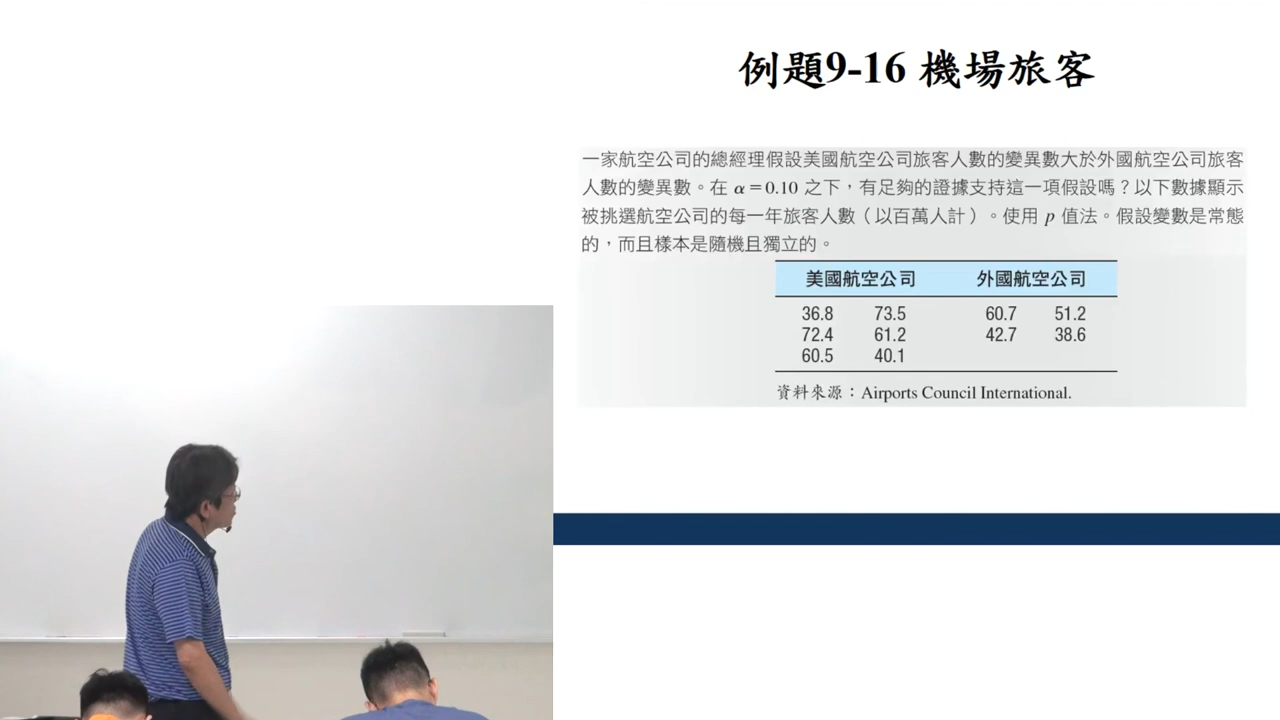 例題9-16 機場旅客
一家航空公司的總經理假設美國航空公司旅客人數的變異數大於外國航空公司旅客
人數的變異數。在 α = 0.10 之下,有足夠的證據支持這一項假設嗎?以下數據顯示
被挑選航空公司的每一年旅客人數(以百萬人計)。使用 p 值法。假設變數是常態
的,而且樣本是隨機且獨立的。
美國航空公司 外國航空公司
36.8 73.5 60.7 51.2
72.4 61.2 42.7 38.6
60.5 40.1
資料來源:Airports Council International.